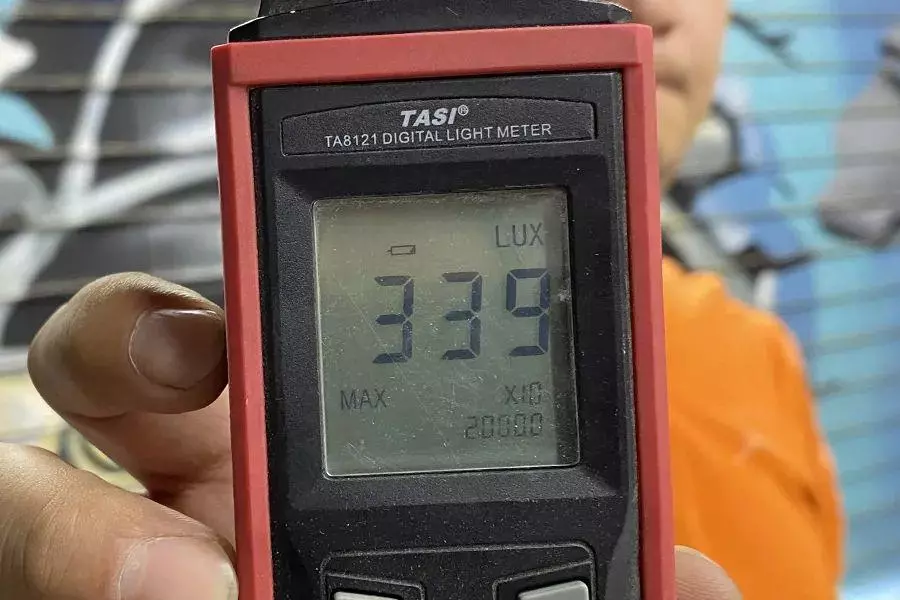 TASI®
TA8121 DIGITAL LIGHT METER
LUX
339
MAX X10
20000